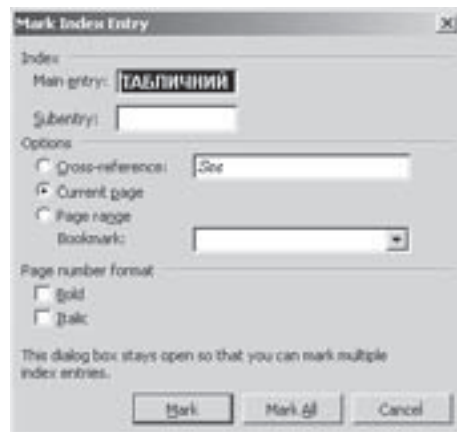 Mark Index Entry
Index
Main entry: ТАБЛИЧНИЙ
Subentry:
Options
Cross-reference: See
Current page
Page range
Bookmark:
Page number format
Bold
Italic
This dialog box stays open so that you can mark multiple
index entries.
Mark Mark All Cancel